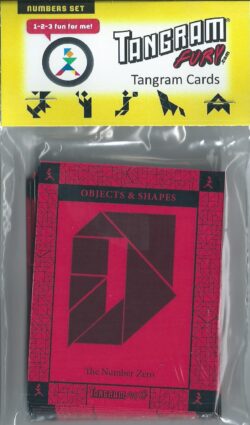 NUMBERS SET
1-2-3 fun for me!
TANGRAM
FURY
Tangram Cards
OBJECTS & SHAPES
The Number Zero
TANGRAM FURY